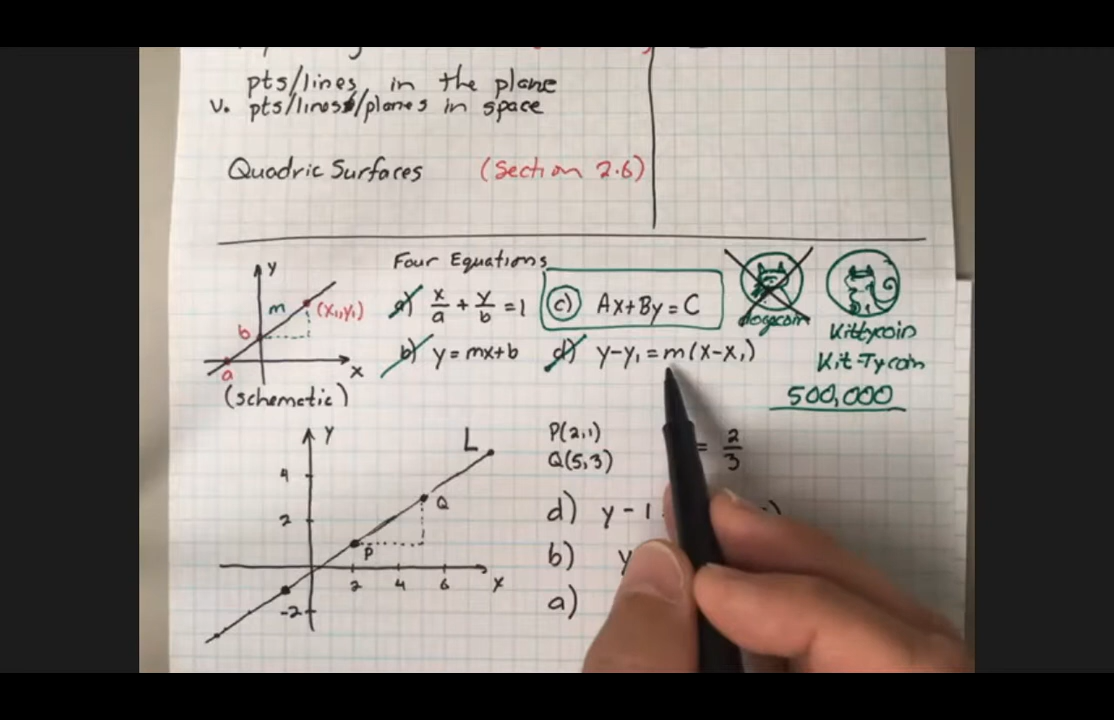 pts/lines in the plane
v. pts/lines/planes in space
Quadric Surfaces (Section 2.6)
Four Equations
a) x/a + y/b = 1
c) Ax+By=C
b) y=mx+b
d) y-y₁=m(x-x₁)
y
m
(x₁,y₁)
b
a
x
(schematic)
dogecoin
Kittycoin
Kit-Tycoin
500,000
y
L
4
2
Q
P
2
4
6
x
-2
P(2,1)
Q(5,3)
= 2/3
d) y-1
b) y
a)